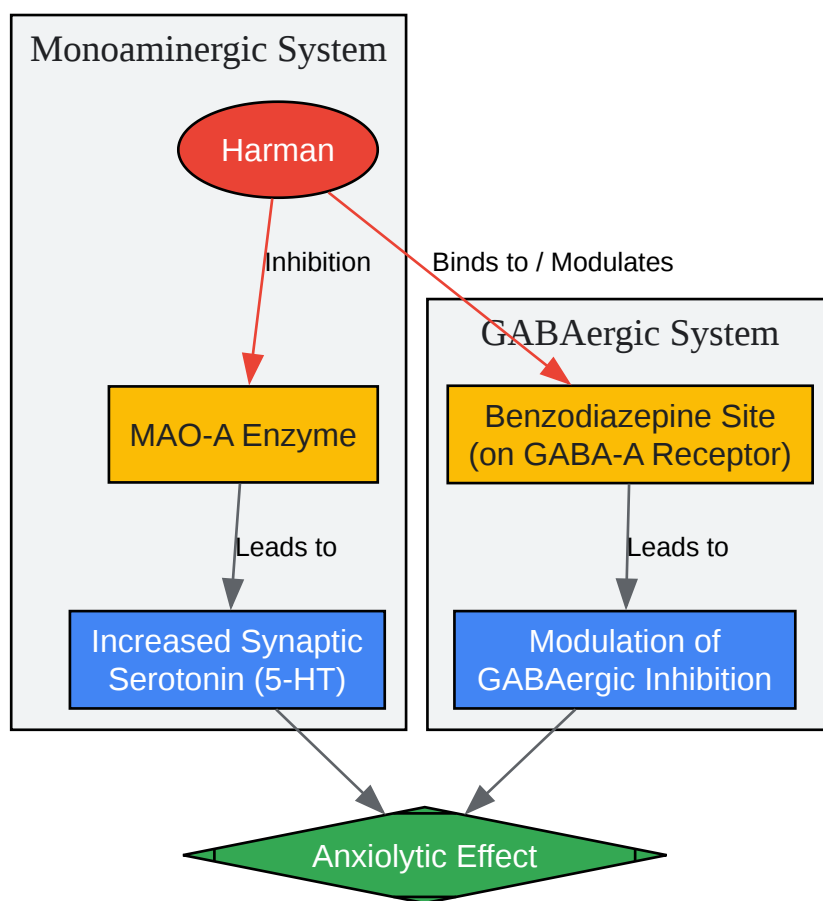 Monoaminergic System
Harman
Inhibition
Binds to / Modulates
GABAergic System
MAO-A Enzyme
Benzodiazepine Site
(on GABA-A Receptor)
Leads to
Leads to
Increased Synaptic
Serotonin (5-HT)
Modulation of
GABAergic Inhibition
Anxiolytic Effect